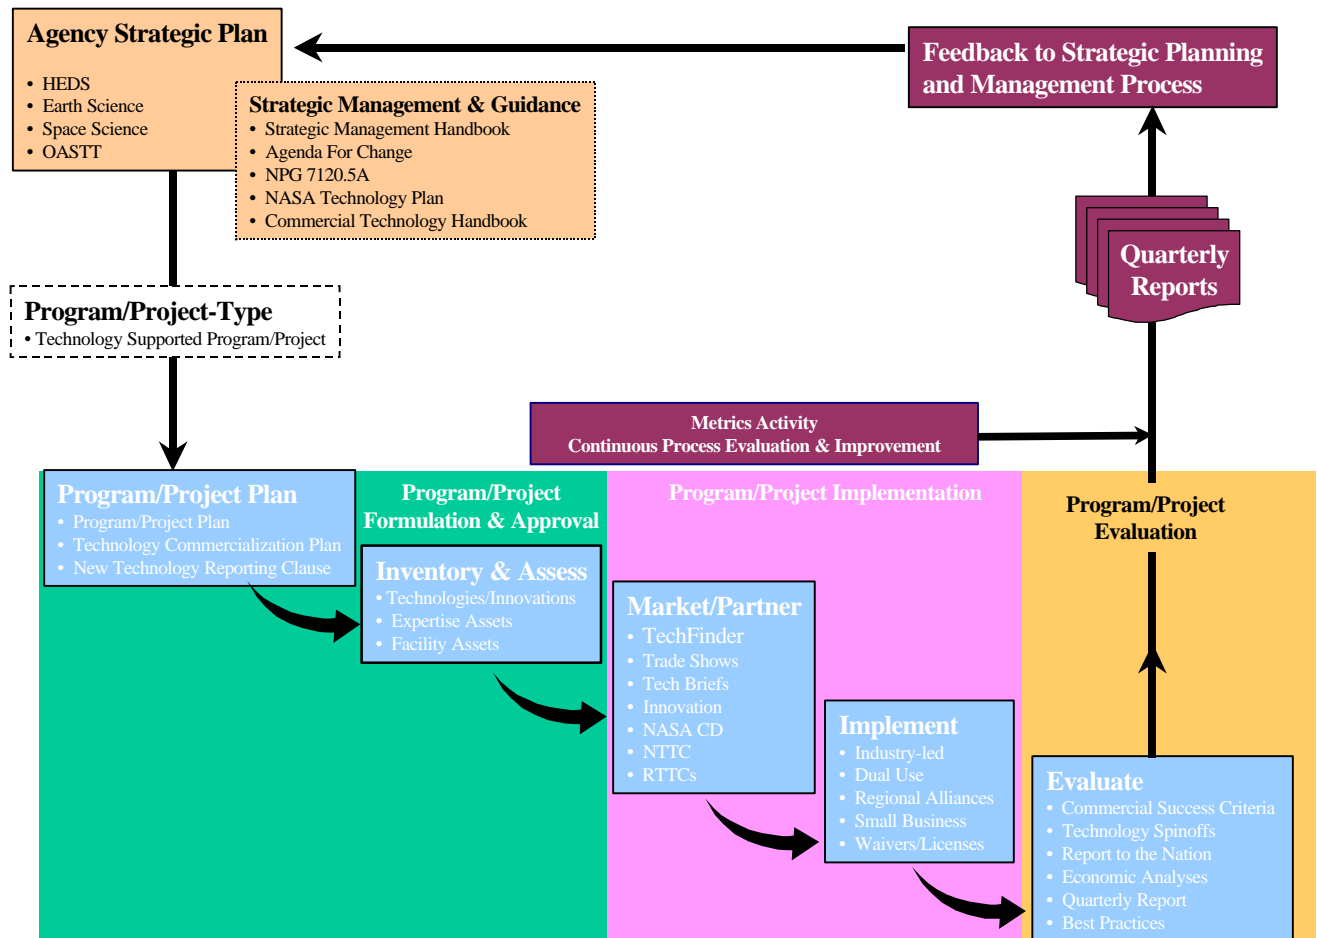 Agency Strategic Plan
• HEDS
• Earth Science
• Space Science
• OASTT
Strategic Management & Guidance
• Strategic Management Handbook
• Agenda For Change
• NPG 7120.5A
• NASA Technology Plan
• Commercial Technology Handbook
Feedback to Strategic Planning
and Management Process
Quarterly
Reports
Program/Project-Type
• Technology Supported Program/Project
Metrics Activity
Continuous Process Evaluation & Improvement
Program/Project Plan
• Program/Project Plan
• Technology Commercialization Plan
• New Technology Reporting Clause
Program/Project
Formulation & Approval
Inventory & Assess
• Technologies/Innovations
• Expertise Assets
• Facility Assets
Program/Project Implementation
Market/Partner
• TechFinder
• Trade Shows
• Tech Briefs
• Innovation
• NASA CD
• NTTC
• RTTCs
Implement
• Industry-led
• Dual Use
• Regional Alliances
• Small Business
• Waivers/Licenses
Program/Project
Evaluation
Evaluate
• Commercial Success Criteria
• Technology Spinoffs
• Report to the Nation
• Economic Analyses
• Quarterly Report
• Best Practices